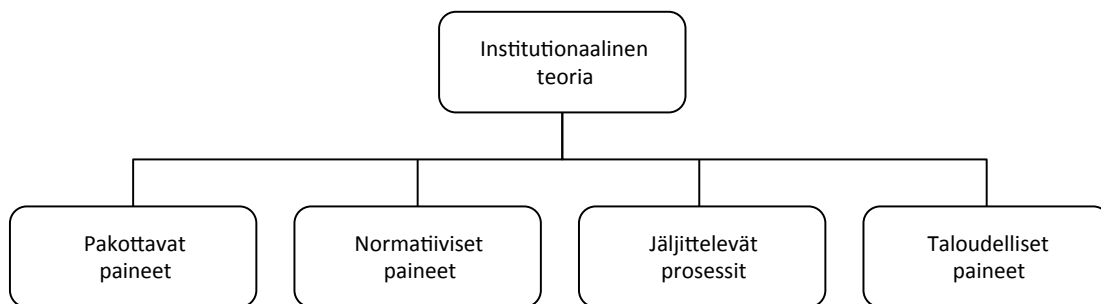 Institutionaalinen
teoria
Pakottavat
paineet
Normatiiviset
paineet
Jäljittelevät
prosessit
Taloudelliset
paineet